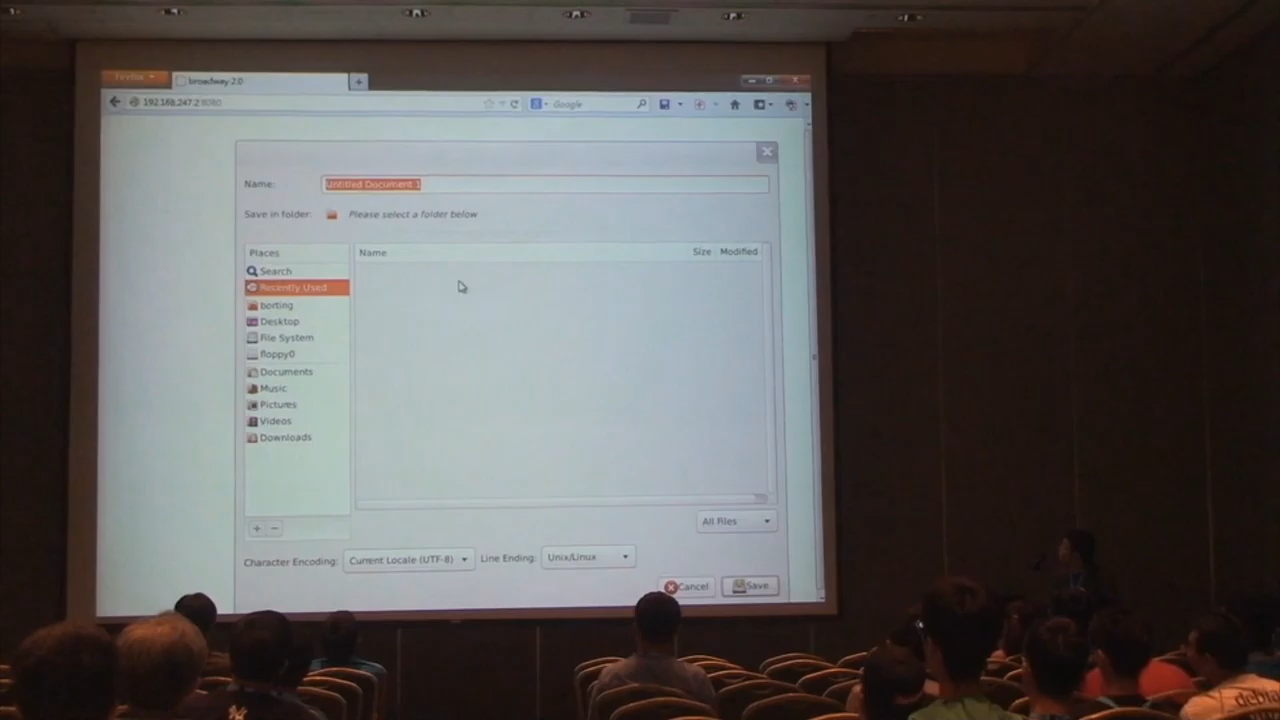 Firefox
broadway 2.0
192.168.247.2:8080
Google
Name: Untitled Document 1
Save in folder: Please select a folder below
Places
Name Size Modified
Search
Recently Used
borting
Desktop
File System
floppy0
Documents
Music
Pictures
Videos
Downloads
All Files
Character Encoding: Current Locale (UTF-8) Line Ending: Unix/Linux
Cancel Save
debia